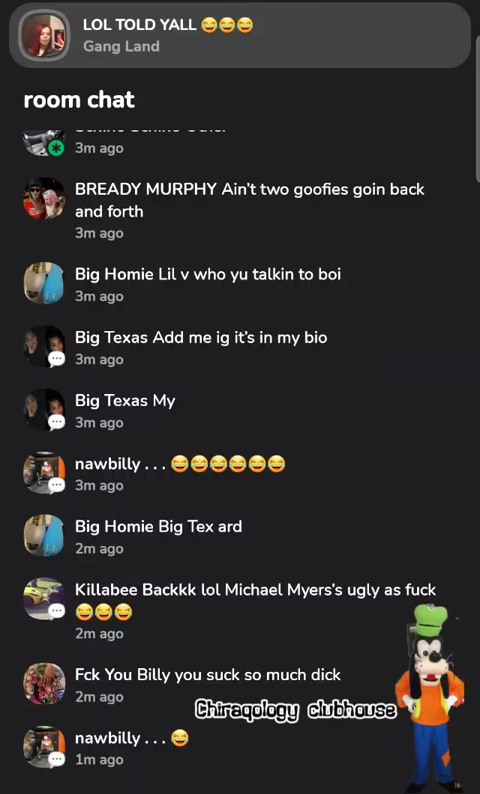 LOL TOLD YALL 😂😂😂
Gang Land
room chat
3m ago
BREADY MURPHY Ain't two goofies goin back
and forth
3m ago
Big Homie Lil v who yu talkin to boi
3m ago
Big Texas Add me ig it's in my bio
3m ago
Big Texas My
3m ago
nawbilly . . . 😂😂😂😂😂😂
3m ago
Big Homie Big Tex ard
2m ago
Killabee Backkk lol Michael Myers's ugly as fuck
😂😂😂
2m ago
Fck You Billy you suck so much dick
2m ago
Chiraqology clubhouse
nawbilly . . . 😂
1m ago